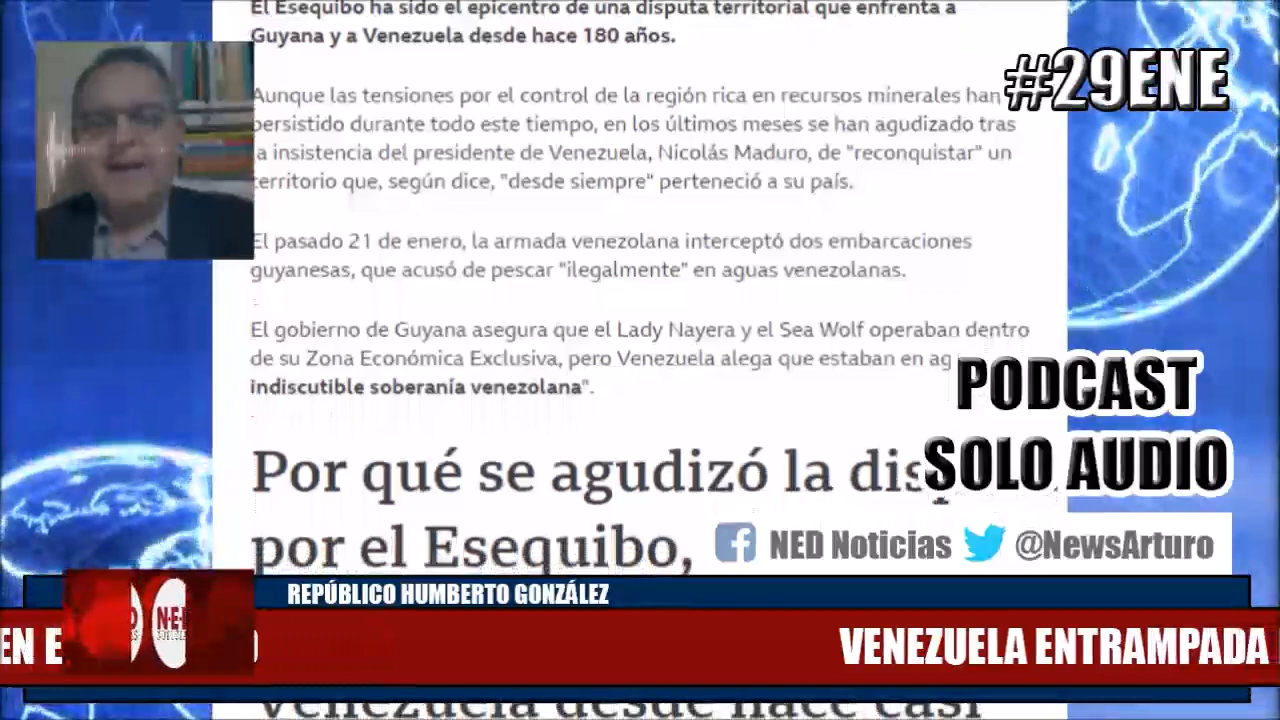 El Esequibo ha sido el epicentro de una disputa territorial que enfrenta a
Guyana y a Venezuela desde hace 180 años.
#29ENE
Aunque las tensiones por el control de la región rica en recursos minerales han
persistido durante todo este tiempo, en los últimos meses se han agudizado tras
la insistencia del presidente de Venezuela, Nicolás Maduro, de "reconquistar" un
territorio que, según dice, "desde siempre" perteneció a su país.
El pasado 21 de enero, la armada venezolana interceptó dos embarcaciones
guyanesas, que acusó de pescar "ilegalmente" en aguas venezolanas.
El gobierno de Guyana asegura que el Lady Nayera y el Sea Wolf operaban dentro
de su Zona Económica Exclusiva, pero Venezuela alega que estaban en ag
indiscutible soberanía venezolana".
PODCAST
SOLO AUDIO
Por qué se agudizó la dis
por el Esequibo,
NED Noticias @NewsArturo
REPÚBLICO HUMBERTO GONZÁLEZ
EN E
VENEZUELA ENTRAMPADA
Venezuela desde hace casi